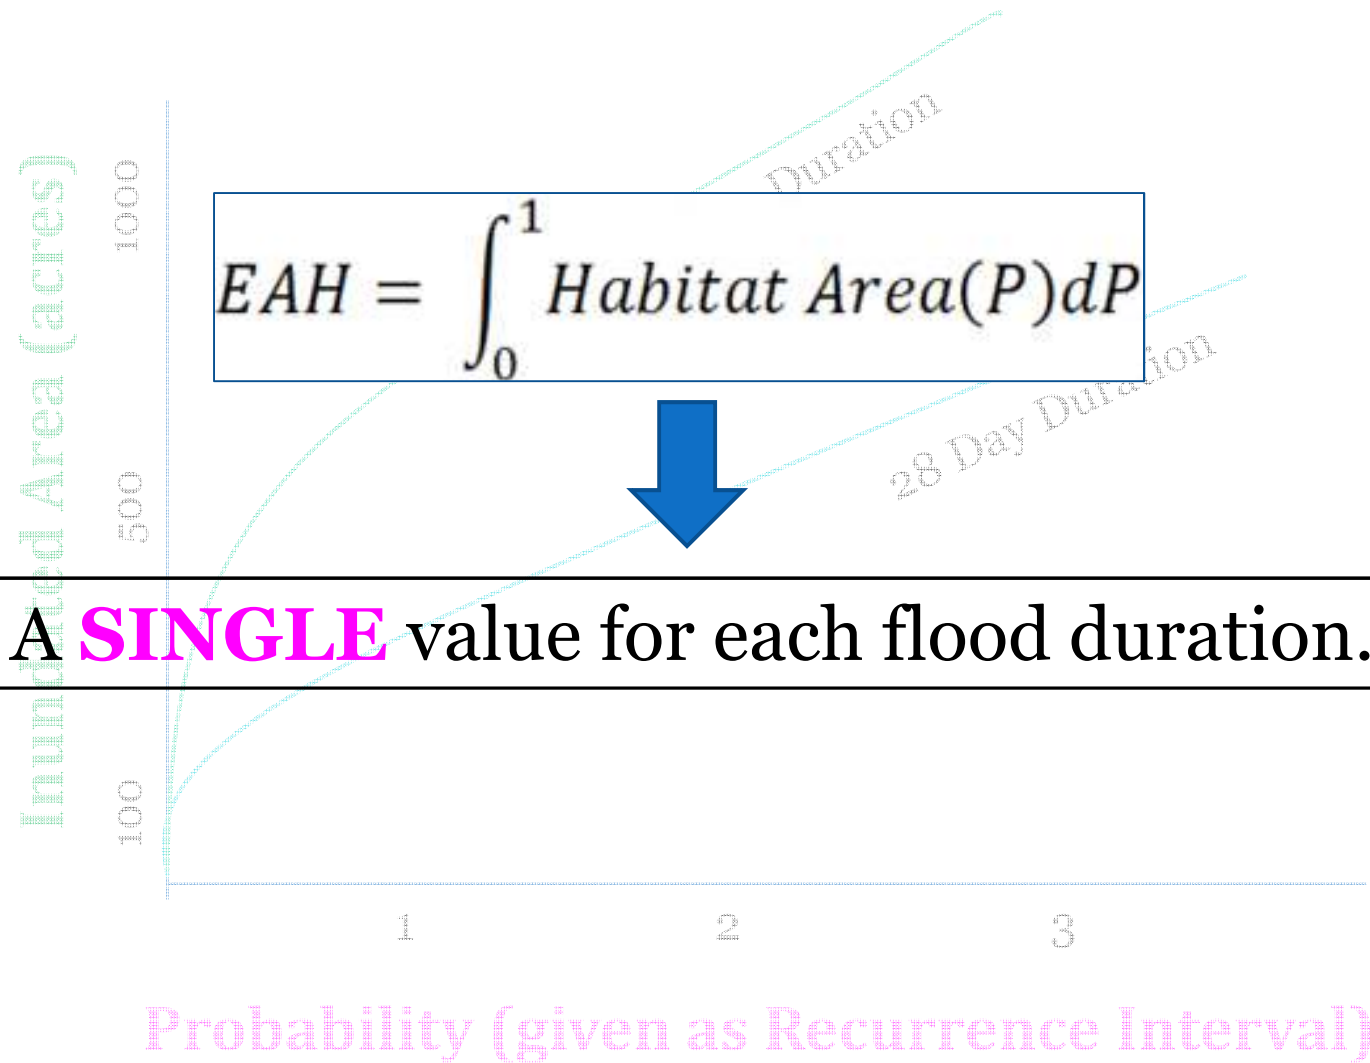 Duration
Inundated Area (acres)
1000
500
100
EAH = ∫₀¹ Habitat Area(P)dP
28 Day Duration
A SINGLE value for each flood duration.
1 2 3
Probability (given as Recurrence Interval)